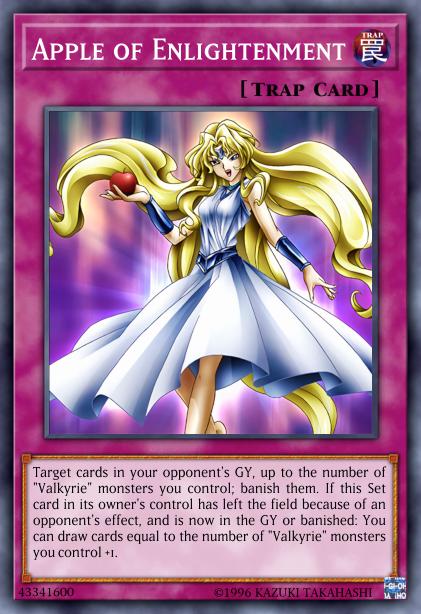 APPLE OF ENLIGHTENMENT
TRAP
罠
[TRAP CARD]
Target cards in your opponent's GY, up to the number of
"Valkyrie" monsters you control; banish them. If this Set
card in its owner's control has left the field because of an
opponent's effect, and is now in the GY or banished: You
can draw cards equal to the number of "Valkyrie" monsters
you control +1.
43341600
©1996 KAZUKI TAKAHASHI